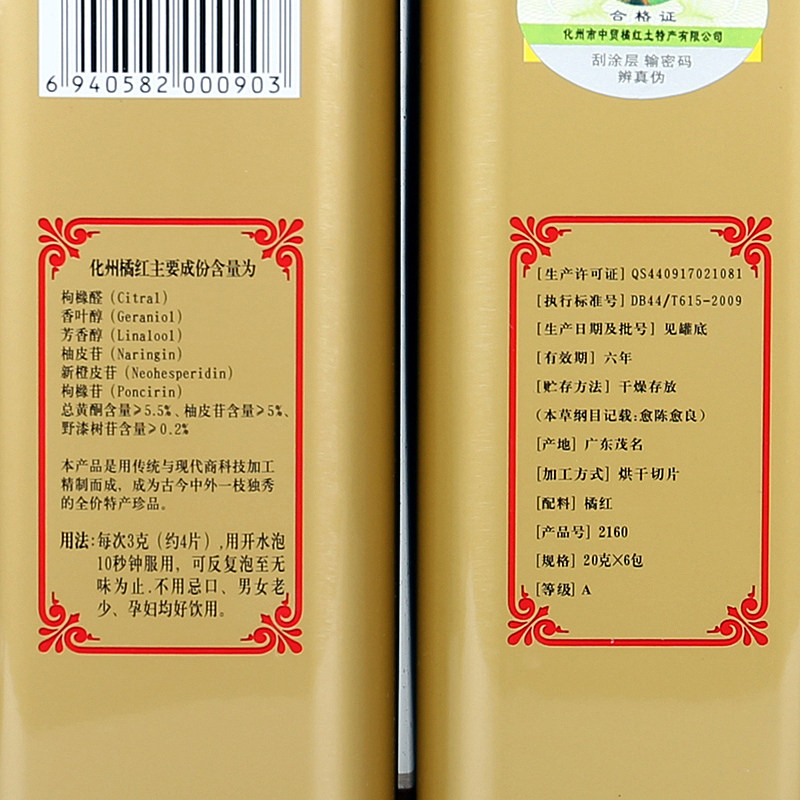 6 940582 000903
化州橘红主要成份含量为
枸橼醛（Citral）
香叶醇（Geraniol）
芳香醇（Linalool）
柚皮苷（Naringin）
新橙皮苷（Neohesperidin）
枸橼苷（Poncirin）
总黄酮含量≥5.5%、柚皮苷含量≥5%、
野漆树苷含量≥0.2%
本产品是用传统与现代商科技加工
精制而成，成为古今中外一枝独秀
的全价特产珍品。
用法:每次3克（约4片）,用开水泡
10秒钟服用，可反复泡至无
味为止.不用忌口、男女老
少、孕妇均好饮用。
合格证
化州市中贸橘红土特产有限公司
刮涂层 输密码
辨真伪
[生产许可证] QS440917021081
[执行标准号] DB44/T615-2009
[生产日期及批号] 见罐底
[有效期] 六年
[贮存方法] 干燥存放
（本草纲目记载:愈陈愈良）
[产地] 广东茂名
[加工方式] 烘干切片
[配料] 橘红
[产品号] 2160
[规格] 20克×6包
[等级] A